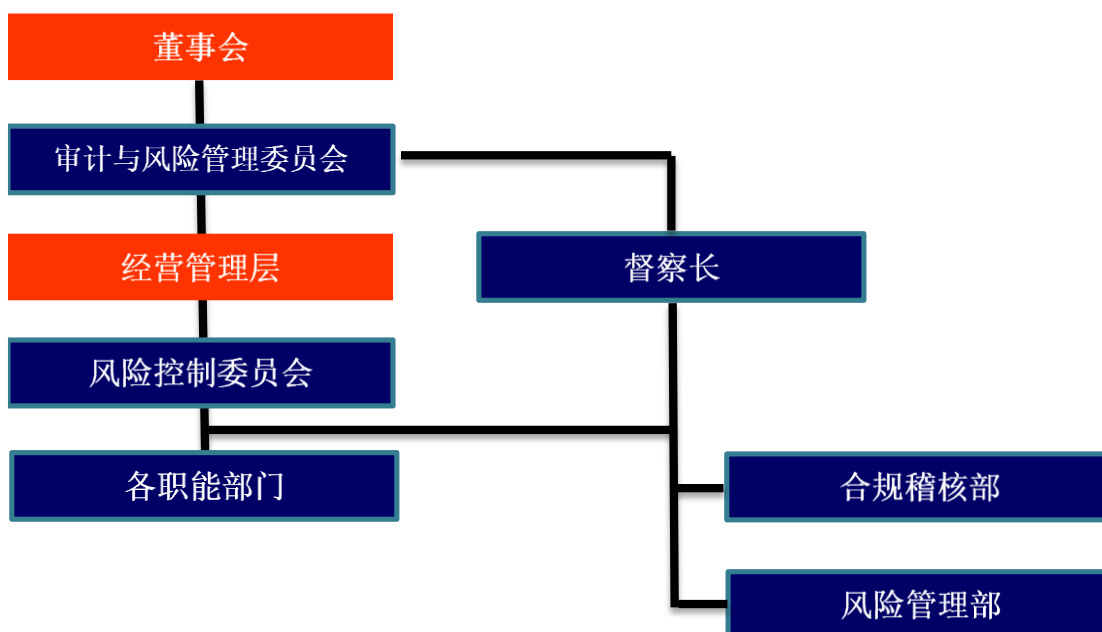 董事会
审计与风险管理委员会
经营管理层
督察长
风险控制委员会
各职能部门
合规稽核部
风险管理部